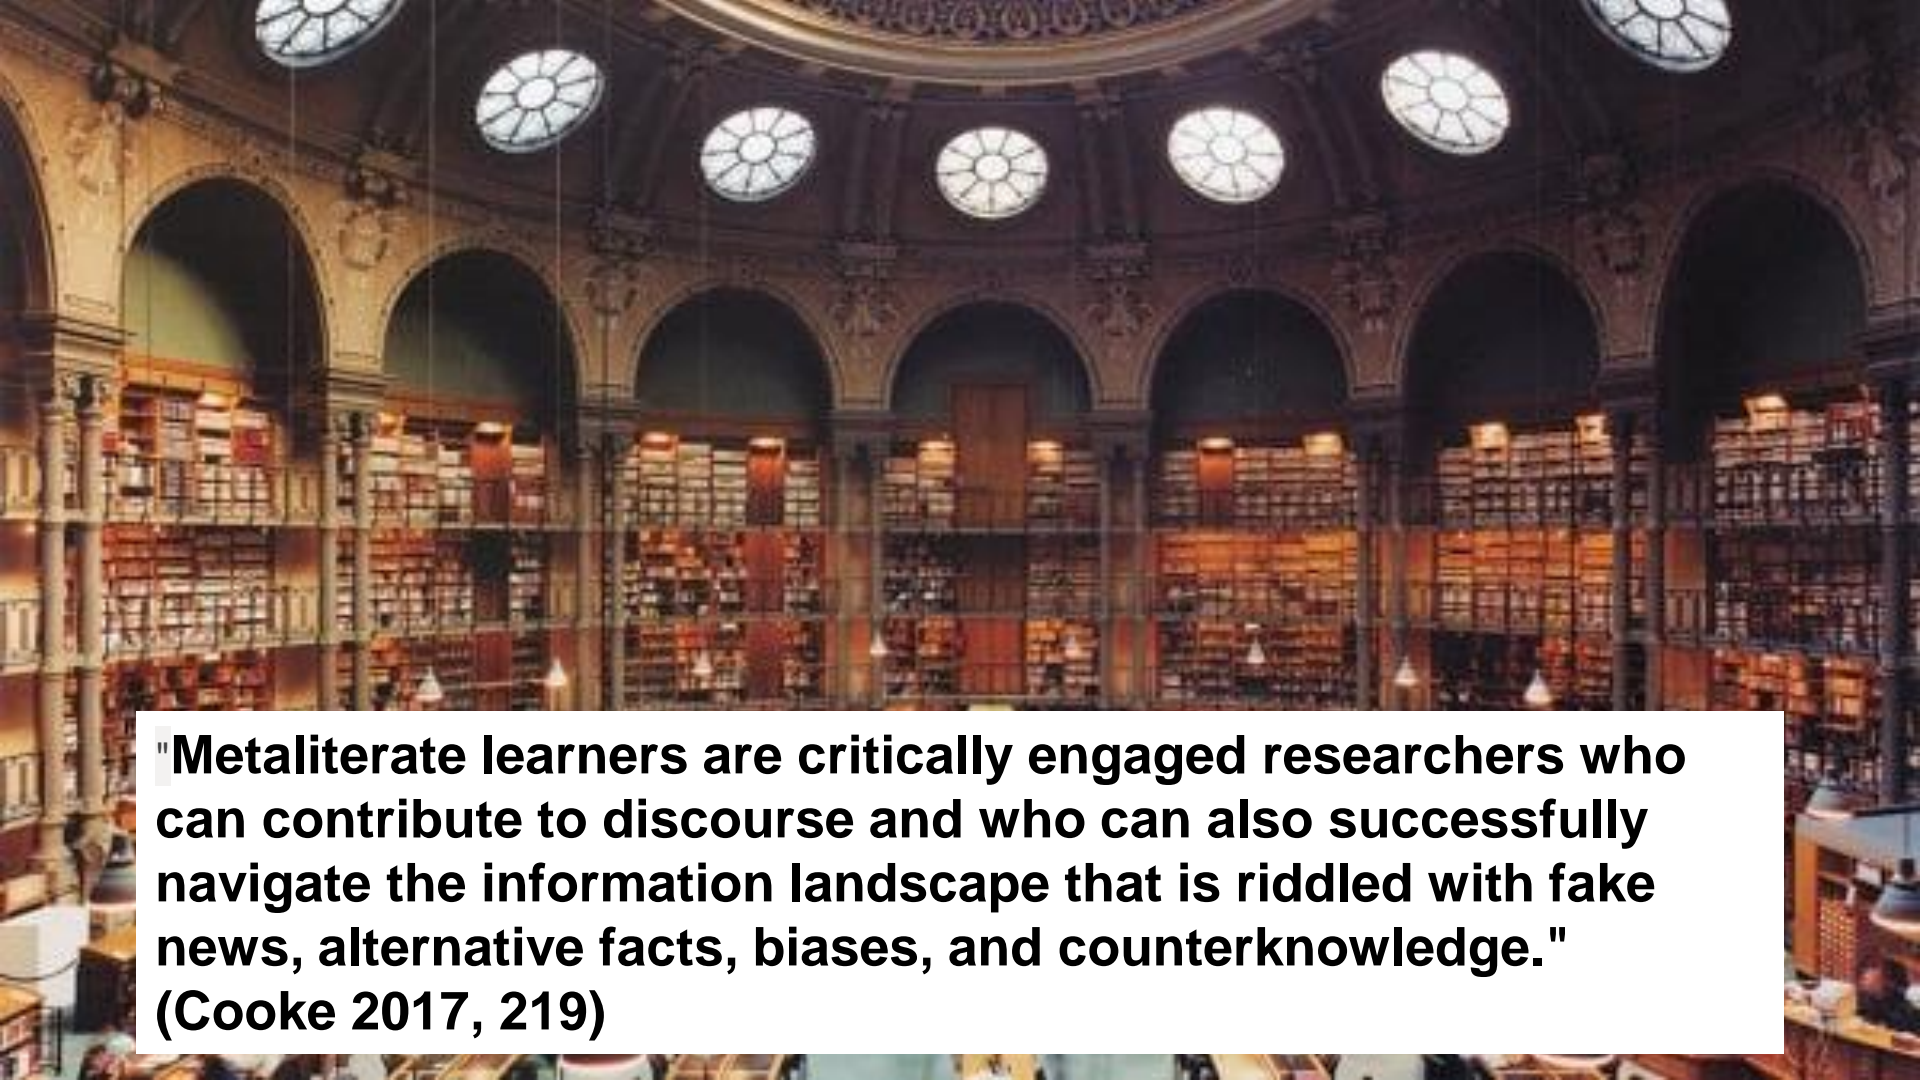 "Metaliterate learners are critically engaged researchers who
can contribute to discourse and who can also successfully
navigate the information landscape that is riddled with fake
news, alternative facts, biases, and counterknowledge."
(Cooke 2017, 219)